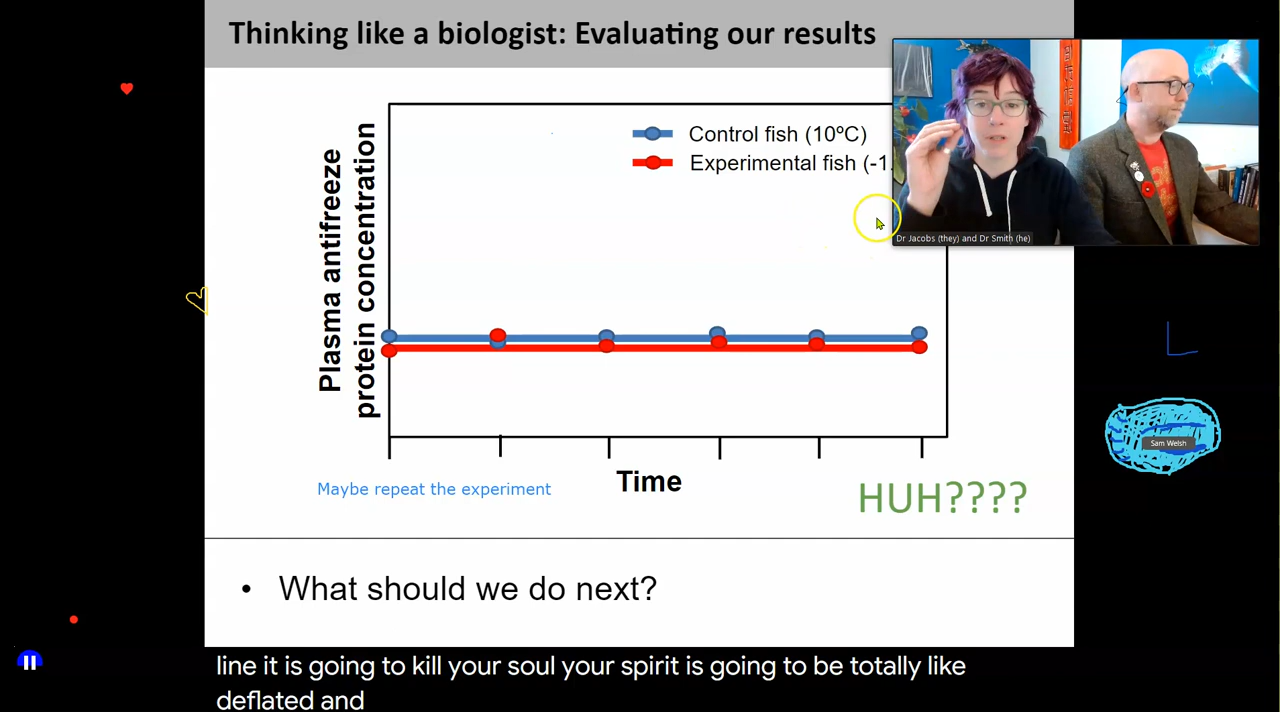 Thinking like a biologist: Evaluating our results
Control fish (10ºC)
Experimental fish (-1.
Dr Jacobs (they) and Dr Smith (he)
Plasma antifreeze
protein concentration
L
Sam Welsh
Time
Maybe repeat the experiment
HUH????
• What should we do next?
line it is going to kill your soul your spirit is going to be totally like
deflated and